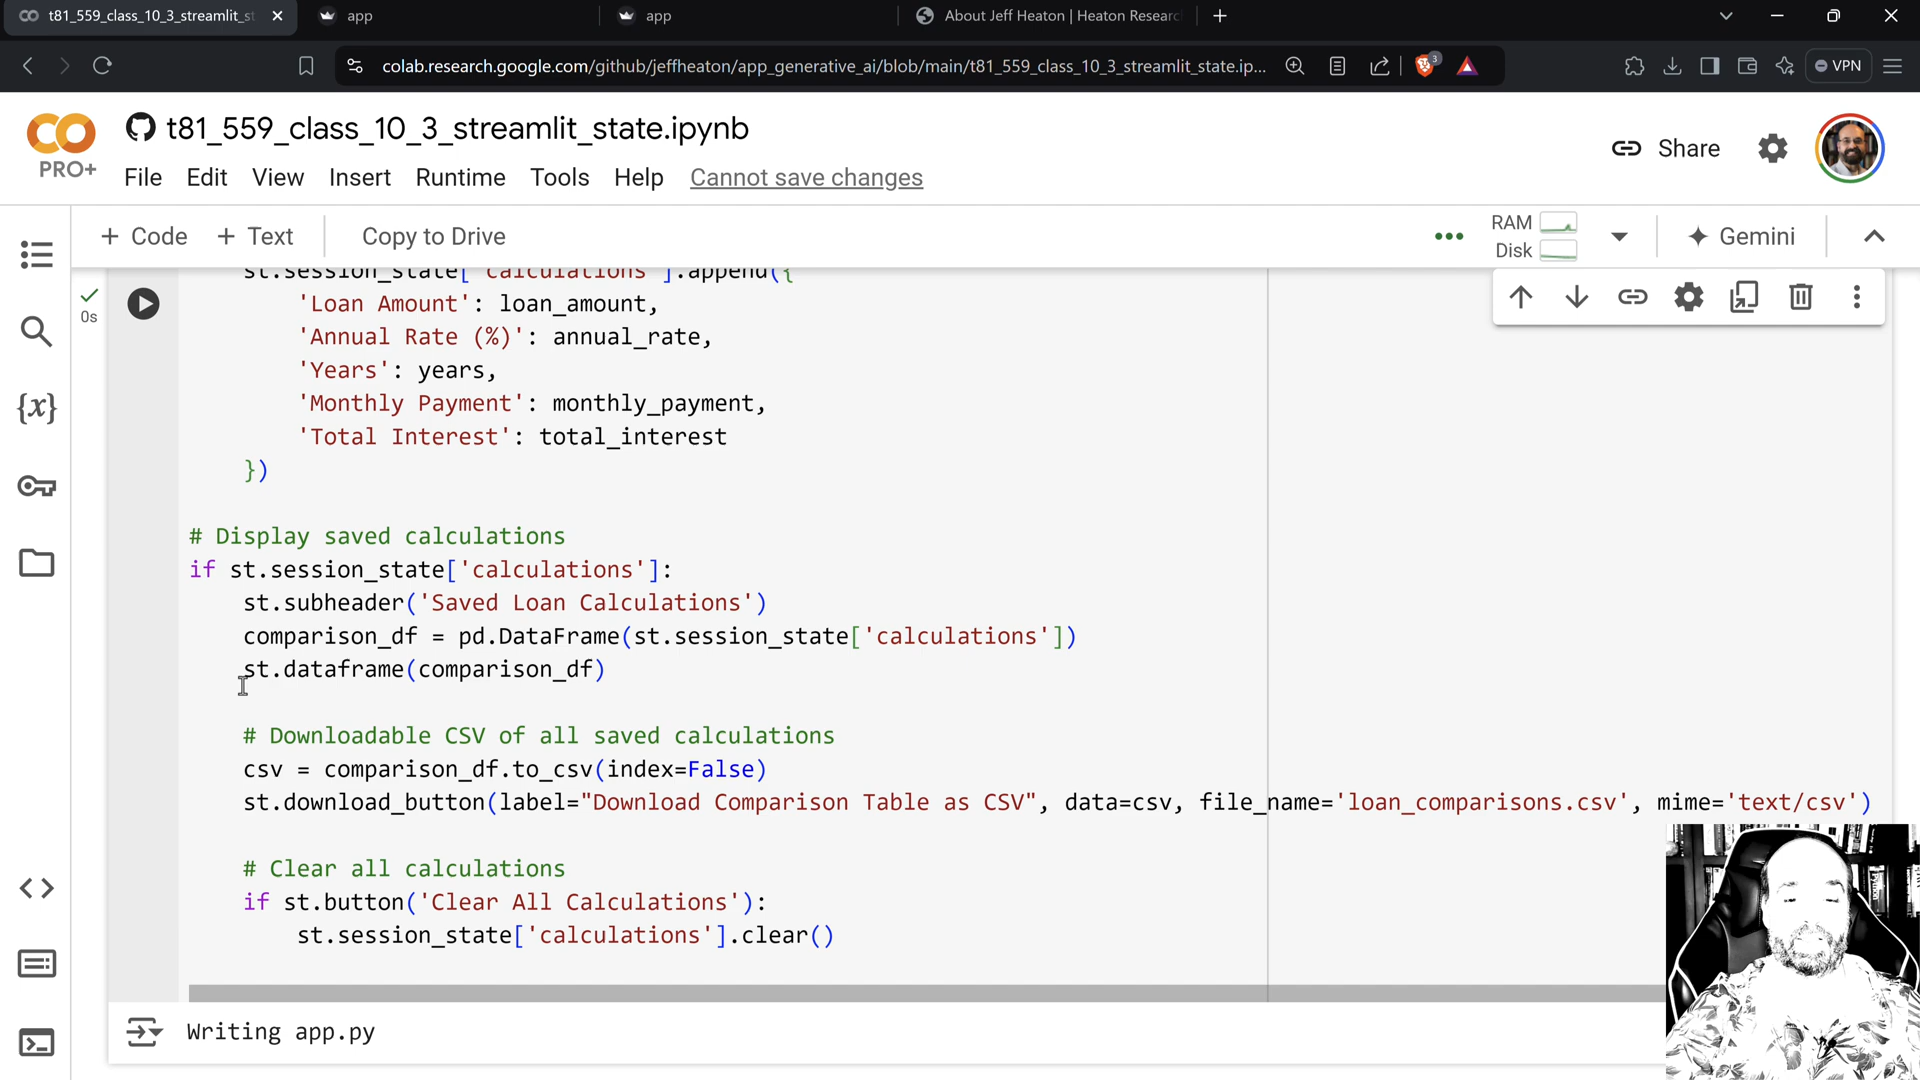 t81_559_class_10_3_streamlit_st
app
app
About Jeff Heaton | Heaton Researc
colab.research.google.com/github/jeffheaton/app_generative_ai/blob/main/t81_559_class_10_3_streamlit_state.ip...
3
VPN
CO
PRO+
t81_559_class_10_3_streamlit_state.ipynb
File Edit View Insert Runtime Tools Help Cannot save changes
Share
+ Code + Text Copy to Drive
RAM
Disk
Gemini
0s
st.session_state['calculations'].append({
'Loan Amount': loan_amount,
'Annual Rate (%)': annual_rate,
'Years': years,
'Monthly Payment': monthly_payment,
'Total Interest': total_interest
})
# Display saved calculations
if st.session_state['calculations']:
st.subheader('Saved Loan Calculations')
comparison_df = pd.DataFrame(st.session_state['calculations'])
st.dataframe(comparison_df)
# Downloadable CSV of all saved calculations
csv = comparison_df.to_csv(index=False)
st.download_button(label="Download Comparison Table as CSV", data=csv, file_name='loan_comparisons.csv', mime='text/csv')
# Clear all calculations
if st.button('Clear All Calculations'):
st.session_state['calculations'].clear()
Writing app.py